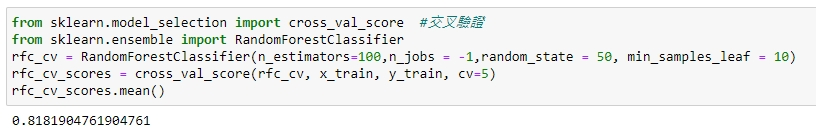 from sklearn.model_selection import cross_val_score  #交叉驗證
from sklearn.ensemble import RandomForestClassifier
rfc_cv = RandomForestClassifier(n_estimators=100,n_jobs = -1,random_state = 50, min_samples_leaf = 10)
rfc_cv_scores = cross_val_score(rfc_cv, x_train, y_train, cv=5)
rfc_cv_scores.mean()
0.8181904761904761